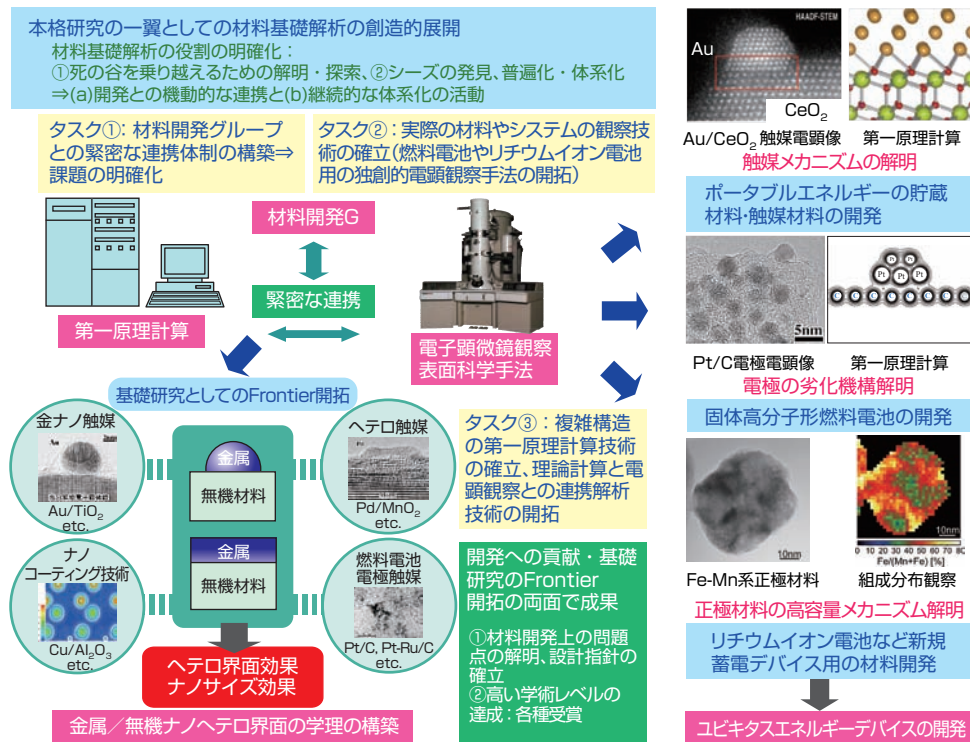 本格研究の一翼としての材料基礎解析の創造的展開
材料基礎解析の役割の明確化：
①死の谷を乗り越えるための解明・探索、②シーズの発見、普遍化・体系化
⇒(a)開発との機動的な連携と(b)継続的な体系化の活動
タスク①：材料開発グループ
との緊密な連携体制の構築⇒
課題の明確化
タスク②：実際の材料やシステムの観察技
術の確立(燃料電池やリチウムイオン電池
用の独創的電顕観察手法の開拓)
材料開発G
緊密な連携
第一原理計算
電子顕微鏡観察
表面科学手法
基礎研究としてのFrontier開拓
金ナノ触媒
Au/TiO2
etc.
ヘテロ触媒
Pd/MnO2
etc.
金属
無機材料
金属
無機材料
ナノ
コーティング技術
Cu/Al2O3
etc.
燃料電池
電極触媒
Pt/C, Pt-Ru/C
etc.
ヘテロ界面効果
ナノサイズ効果
金属／無機ナノヘテロ界面の学理の構築
タスク③：複雑構造
の第一原理計算技術
の確立、理論計算と電
顕観察との連携解析
技術の開拓
開発への貢献・基礎
研究のFrontier
開拓の両面で成果
①材料開発上の問題
点の解明、設計指針の
確立
②高い学術レベルの
達成：各種受賞
HAADF-STEM
Au
CeO2
Au/CeO2 触媒電顕像
第一原理計算
触媒メカニズムの解明
ポータブルエネルギーの貯蔵
材料・触媒材料の開発
5nm
Pt Pt
Pt Pt Pt
C C C C C C C C
Pt/C電極電顕像
第一原理計算
電極の劣化機構解明
固体高分子形燃料電池の開発
10nm
10nm
0 10 20 30 40 50 60 70 80
Fe/(Mn+Fe) [%]
Fe-Mn系正極材料
組成分布観察
正極材料の高容量メカニズム解明
リチウムイオン電池など新規
蓄電デバイス用の材料開発
ユビキタスエネルギーデバイスの開発